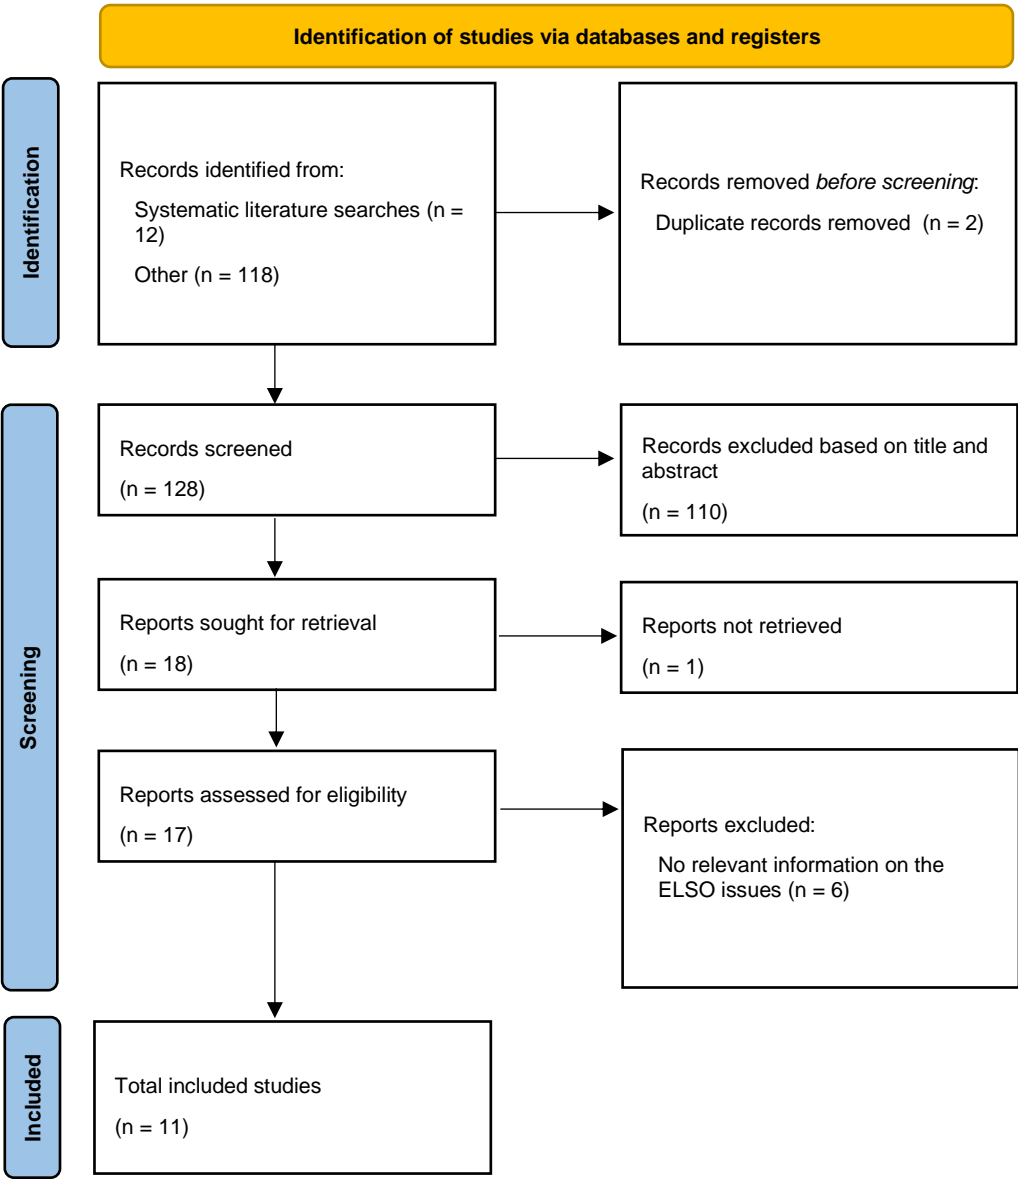 Identification of studies via databases and registers
Identification
Records identified from:
Systematic literature searches (n =
12)
Other (n = 118)
Records removed before screening:
Duplicate records removed  (n = 2)
Screening
Records screened
(n = 128)
Records excluded based on title and
abstract
(n = 110)
Reports sought for retrieval
(n = 18)
Reports not retrieved
(n = 1)
Reports assessed for eligibility
(n = 17)
Reports excluded:
No relevant information on the
ELSO issues (n = 6)
Included
Total included studies
(n = 11)